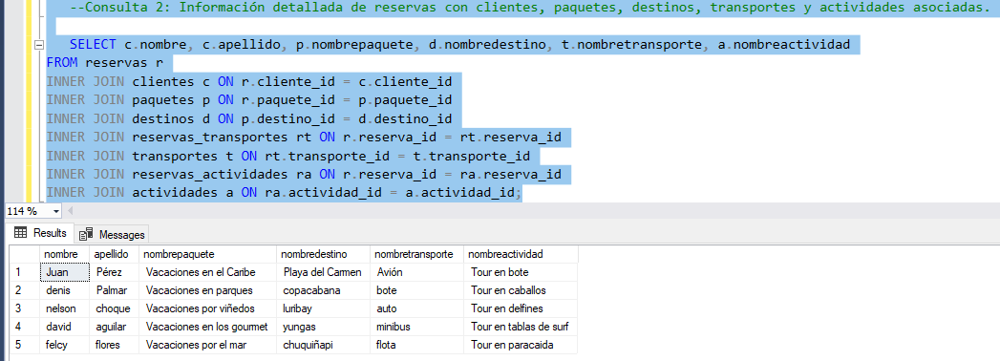 --Consulta 2: Información detallada de reservas con clientes, paquetes, destinos, transportes y actividades asociadas.
SELECT c.nombre, c.apellido, p.nombrepaquete, d.nombredestino, t.nombretransporte, a.nombreactividad
FROM reservas r
INNER JOIN clientes c ON r.cliente_id = c.cliente_id
INNER JOIN paquetes p ON r.paquete_id = p.paquete_id
INNER JOIN destinos d ON p.destino_id = d.destino_id
INNER JOIN reservas_transportes rt ON r.reserva_id = rt.reserva_id
INNER JOIN transportes t ON rt.transporte_id = t.transporte_id
INNER JOIN reservas_actividades ra ON r.reserva_id = ra.reserva_id
INNER JOIN actividades a ON ra.actividad_id = a.actividad_id;
114 %
Results Messages
nombre apellido nombrepaquete nombredestino nombretransporte nombreactividad
1 Juan Pérez Vacaciones en el Caribe Playa del Carmen Avión Tour en bote
2 denis Palmar Vacaciones en parques copacabana bote Tour en caballos
3 nelson choque Vacaciones por viñedos luribay auto Tour en delfines
4 david aguilar Vacaciones en los gourmet yungas minibus Tour en tablas de surf
5 felcy flores Vacaciones por el mar chuquiñapi flota Tour en paracaida